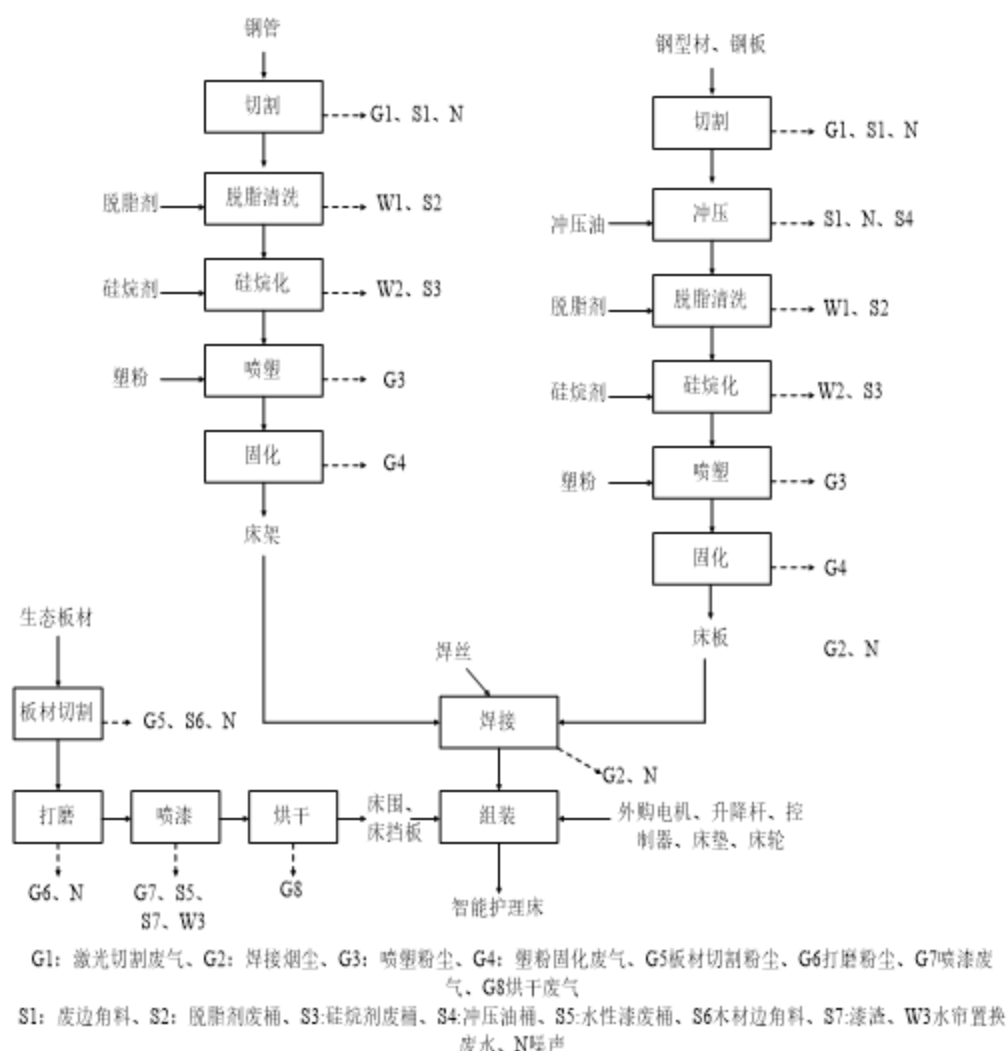 钢管
切割
G1、S1、N
脱脂剂
脱脂清洗
W1、S2
硅烷剂
硅烷化
W2、S3
塑粉
喷塑
G3
固化
G4
床架
钢型材、钢板
切割
G1、S1、N
冲压油
冲压
S1、N、S4
脱脂剂
脱脂清洗
W1、S2
硅烷剂
硅烷化
W2、S3
塑粉
喷塑
G3
固化
G4
床板
G2、N
生态板材
板材切割
G5、S6、N
焊丝
焊接
G2、N
打磨
G6、N
喷漆
G7、S5、
S7、W3
烘干
G8
床围、
床挡板
组装
外购电机、升降杆、控
制器、床垫、床轮
智能护理床
G1：激光切割废气、G2：焊接烟尘、G3：喷塑粉尘、G4：塑粉固化废气、G5板材切割粉尘、G6打磨粉尘、G7喷漆废
气、G8烘干废气
S1：废边角料、S2：脱脂剂废桶、S3:硅烷剂废桶、S4:冲压油桶、S5:水性漆废桶、S6木材边角料、S7:漆渣、W3水帘置换
废水、N噪声